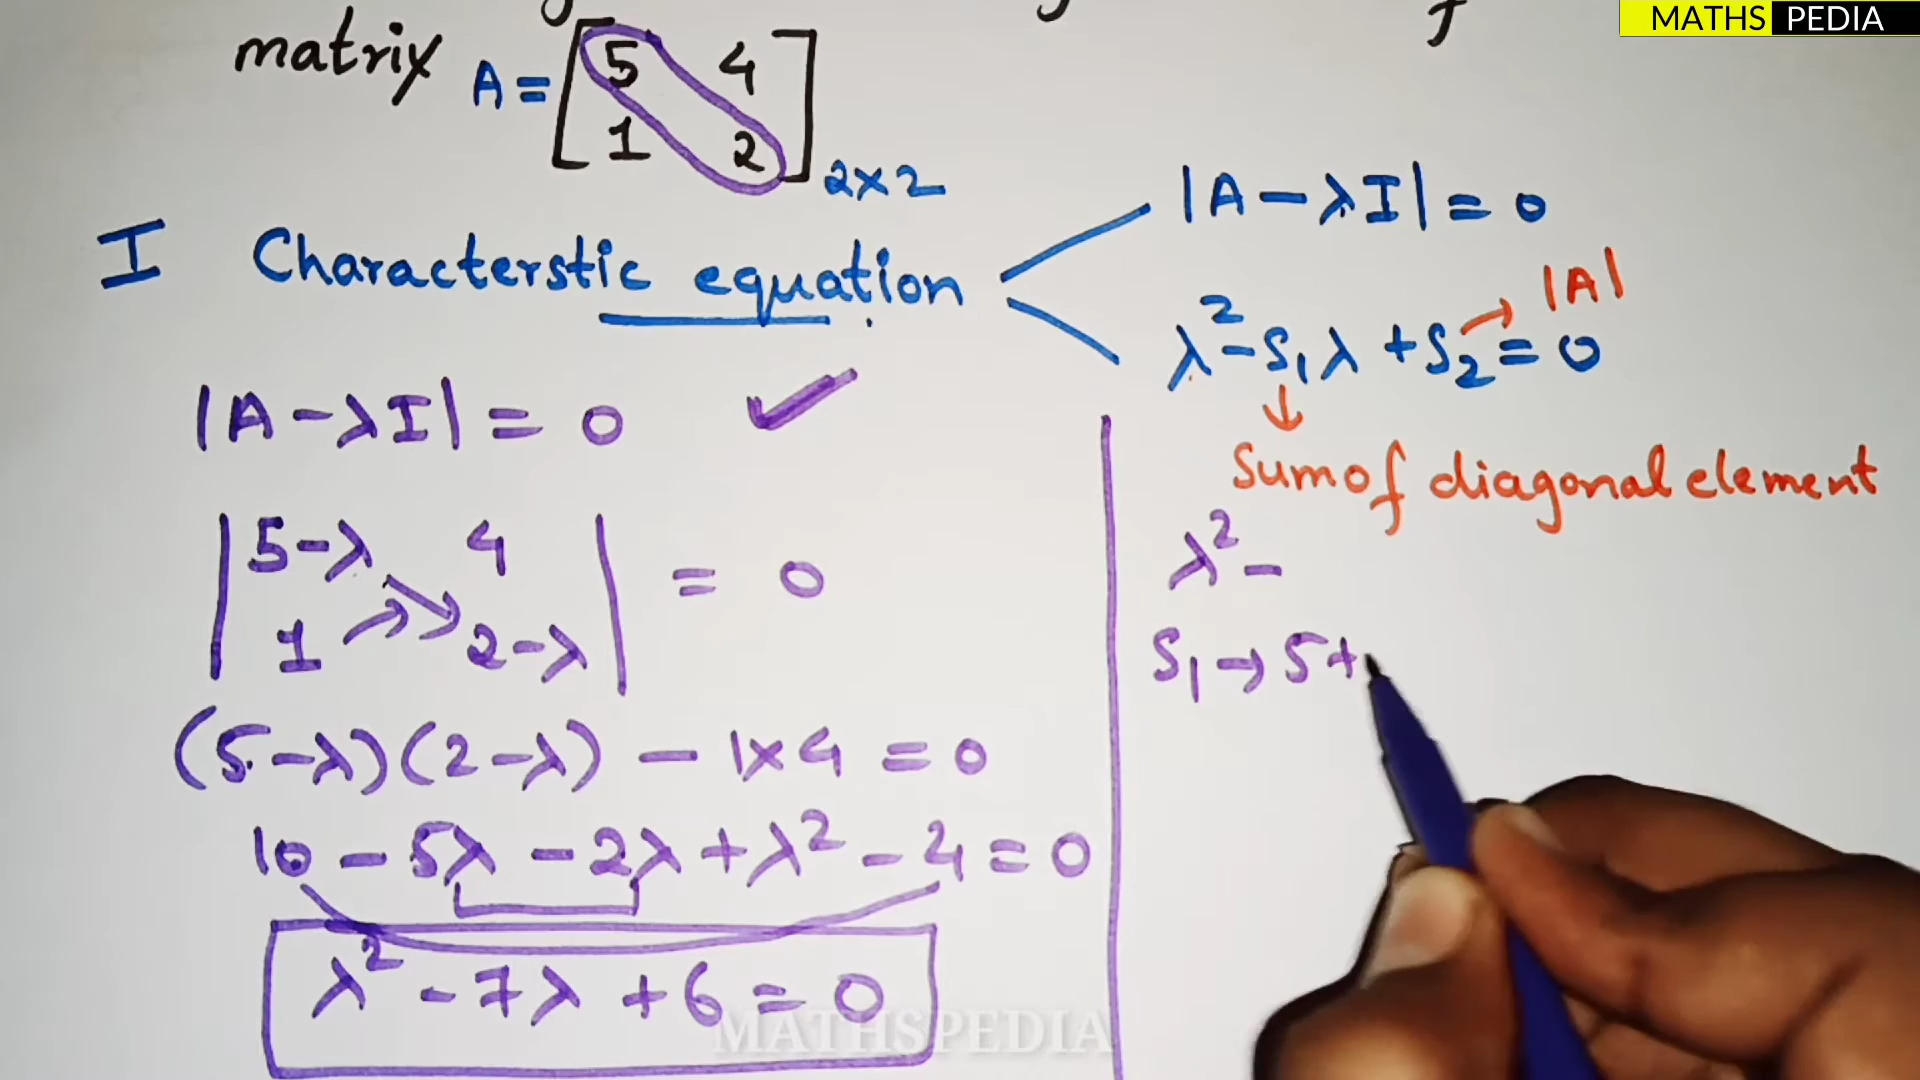 MATHS PEDIA
matrix A = [5 4
1 2] 2×2
I Characterstic equation
|A - λI| = 0
λ² - S₁λ + S₂ = 0
|A|
Sum of diagonal element
|A - λI| = 0 ✓
|5-λ 4
1 2-λ| = 0
(5-λ)(2-λ) - 1×4 = 0
10 - 5λ - 2λ + λ² - 4 = 0
λ² - 7λ + 6 = 0
λ² -
S₁ → 5+
MATHSPEDIA